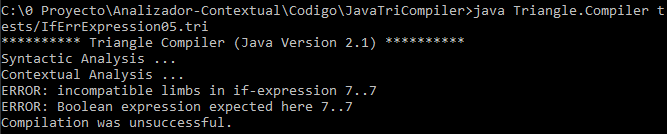 C:\0 Proyecto\Analizador-Contextual\Codigo\JavaTriCompiler>java Triangle.Compiler t
ests/IfErrExpression05.tri
********** Triangle Compiler (Java Version 2.1) **********
Syntactic Analysis ...
Contextual Analysis ...
ERROR: incompatible limbs in if-expression 7..7
ERROR: Boolean expression expected here 7..7
Compilation was unsuccessful.